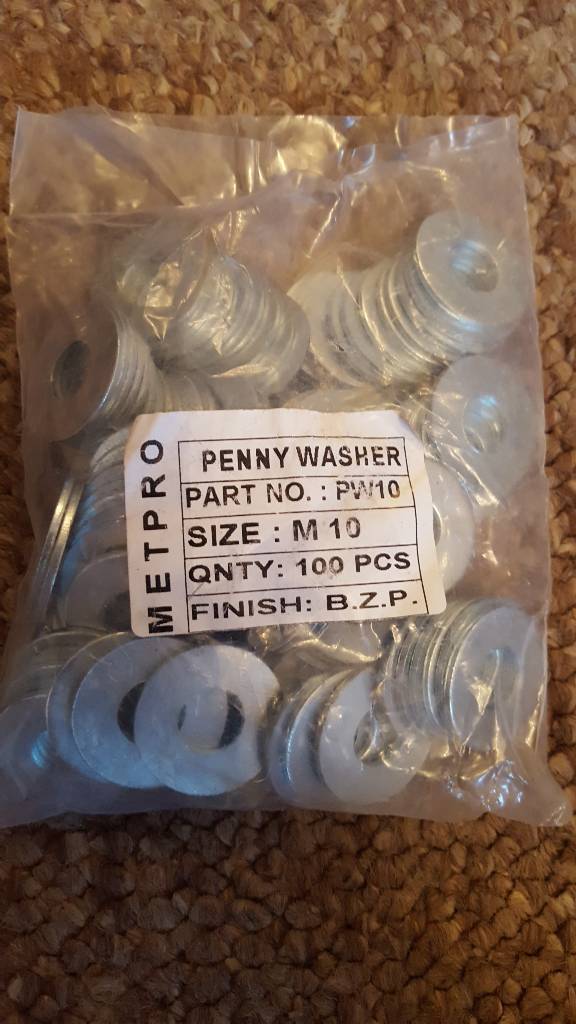 METPRO
PENNY WASHER
PART NO. : PW10
SIZE : M 10
QNTY: 100 PCS
FINISH: B.Z.P.